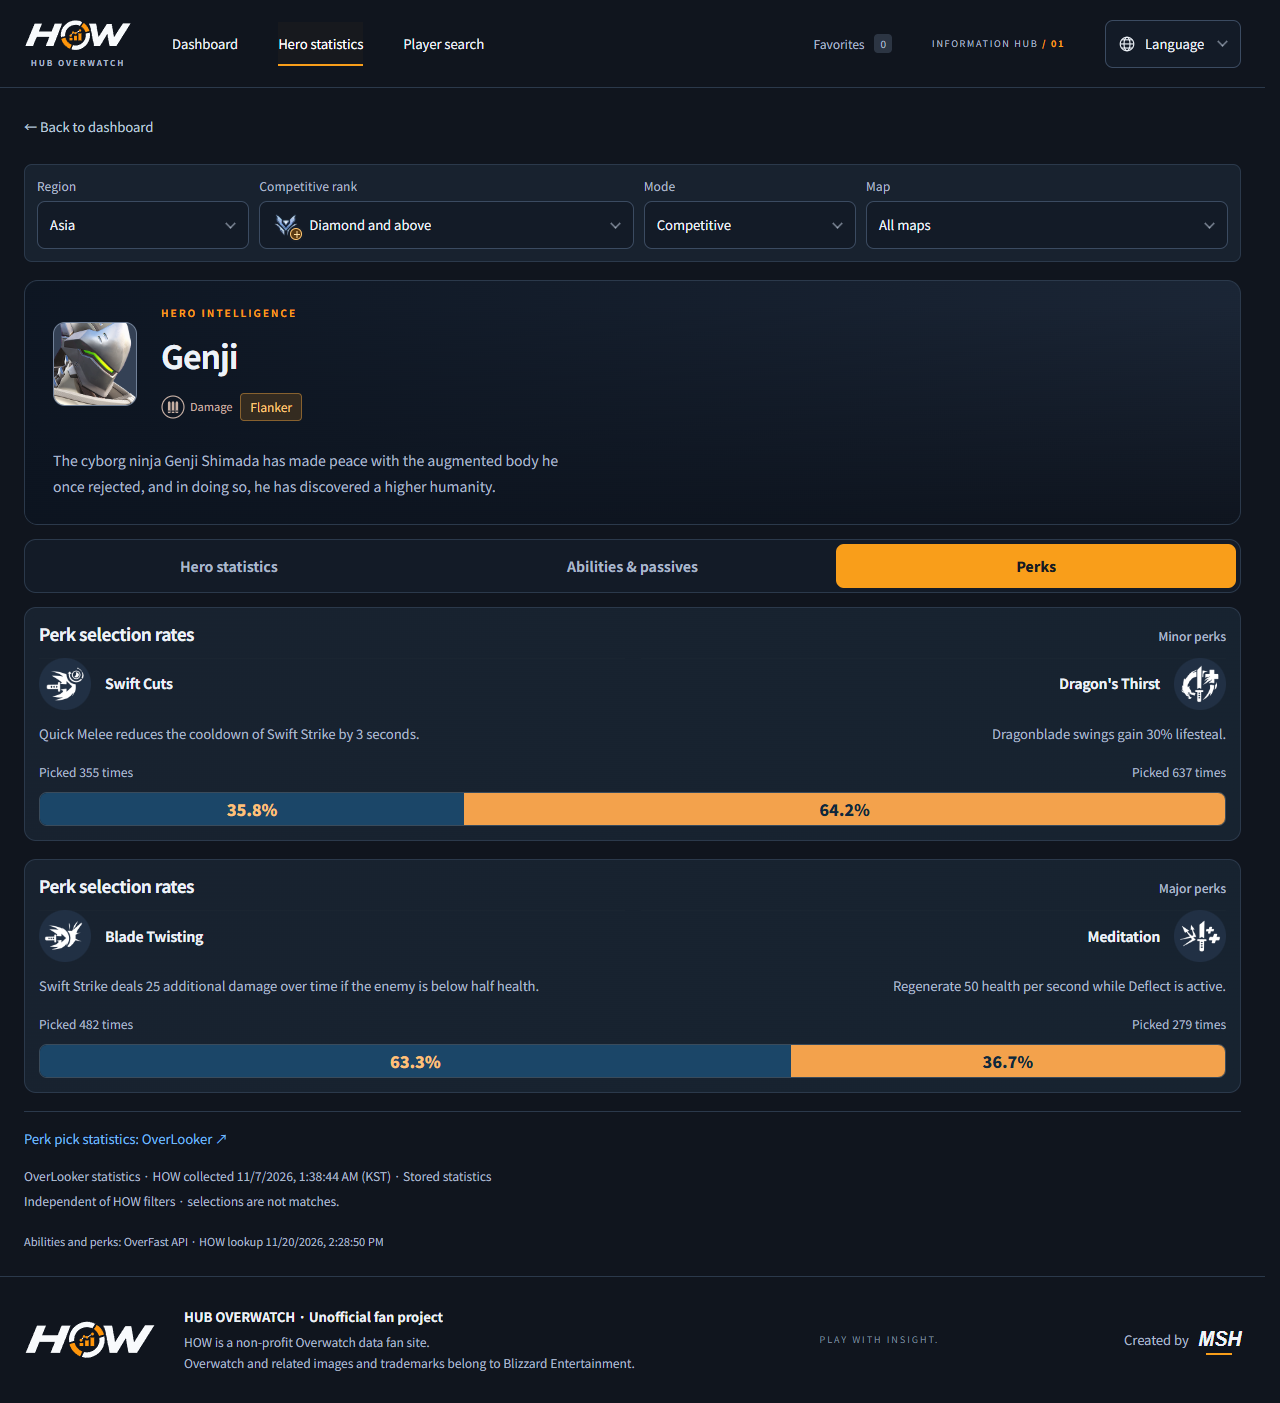 HOW
HUB OVERWATCH
Dashboard
Hero statistics
Player search
Favorites 0
INFORMATION HUB / 01
Language
← Back to dashboard
Region
Competitive rank
Mode
Map
Asia
Diamond and above
Competitive
All maps
HERO INTELLIGENCE
Genji
Damage
Flanker
The cyborg ninja Genji Shimada has made peace with the augmented body he
once rejected, and in doing so, he has discovered a higher humanity.
Hero statistics
Abilities & passives
Perks
Perk selection rates
Minor perks
Swift Cuts
Dragon's Thirst
Quick Melee reduces the cooldown of Swift Strike by 3 seconds.
Dragonblade swings gain 30% lifesteal.
Picked 355 times
Picked 637 times
35.8%
64.2%
Perk selection rates
Major perks
Blade Twisting
Meditation
Swift Strike deals 25 additional damage over time if the enemy is below half health.
Regenerate 50 health per second while Deflect is active.
Picked 482 times
Picked 279 times
63.3%
36.7%
Perk pick statistics: OverLooker ↗
OverLooker statistics · HOW collected 11/7/2026, 1:38:44 AM (KST) · Stored statistics
Independent of HOW filters · selections are not matches.
Abilities and perks: OverFast API · HOW lookup 11/20/2026, 2:28:50 PM
HOW
HUB OVERWATCH · Unofficial fan project
HOW is a non-profit Overwatch data fan site.
Overwatch and related images and trademarks belong to Blizzard Entertainment.
PLAY WITH INSIGHT.
Created by MSH